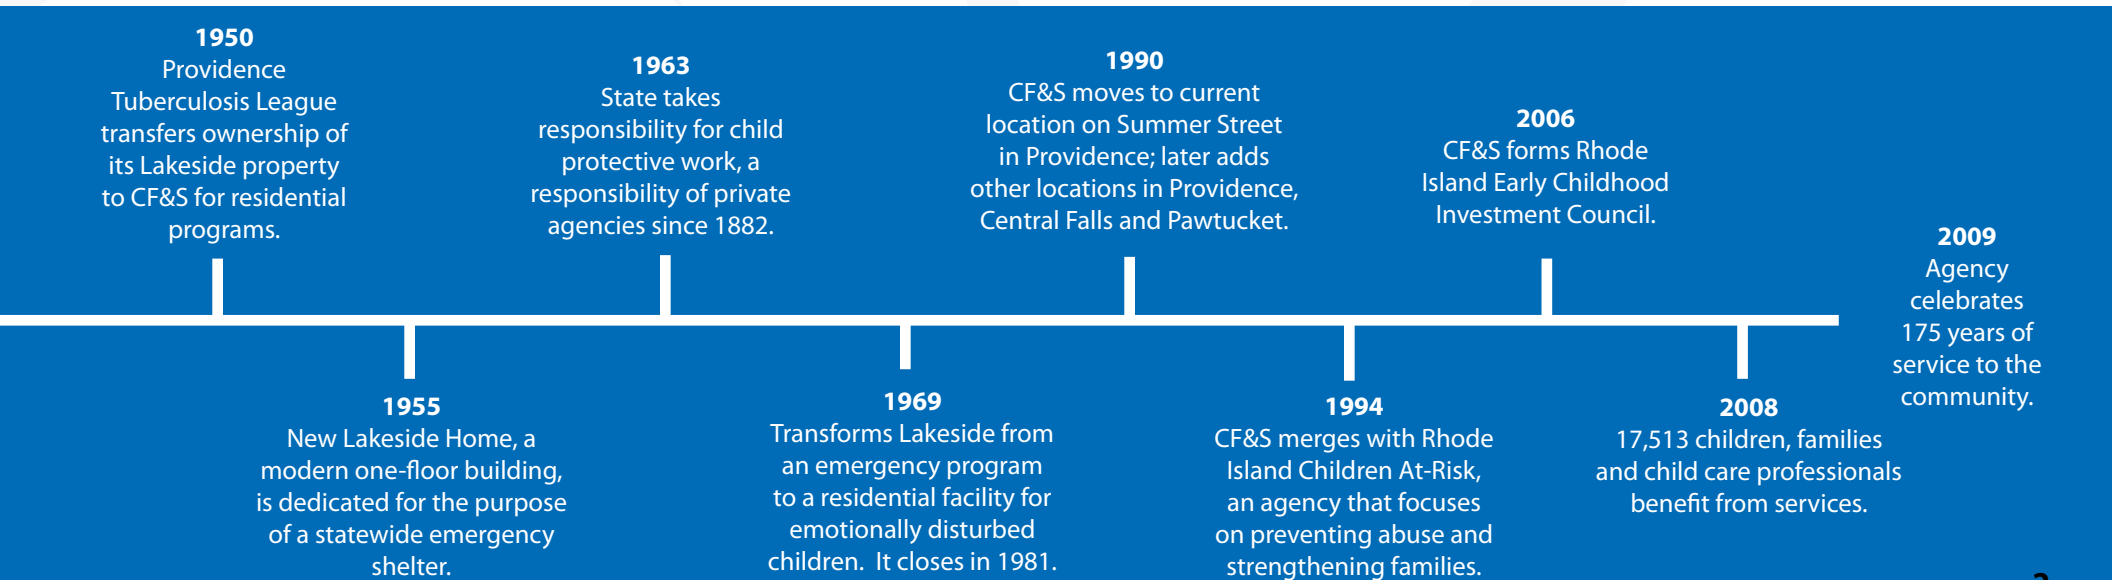 1950
Providence
Tuberculosis League
transfers ownership of
its Lakeside property
to CF&S for residential
programs.
1955
New Lakeside Home, a
modern one-floor building,
is dedicated for the purpose
of a statewide emergency
shelter.
1963
State takes
responsibility for child
protective work, a
responsibility of private
agencies since 1882.
1969
Transforms Lakeside from
an emergency program
to a residential facility for
emotionally disturbed
children.  It closes in 1981.
1990
CF&S moves to current
location on Summer Street
in Providence; later adds
other locations in Providence,
Central Falls and Pawtucket.
1994
CF&S merges with Rhode
Island Children At-Risk,
an agency that focuses
on preventing abuse and
strengthening families.
2006
CF&S forms Rhode
Island Early Childhood
Investment Council.
2008
17,513 children, families
and child care professionals
benefit from services.
2009
Agency
celebrates
175 years of
service to the
community.